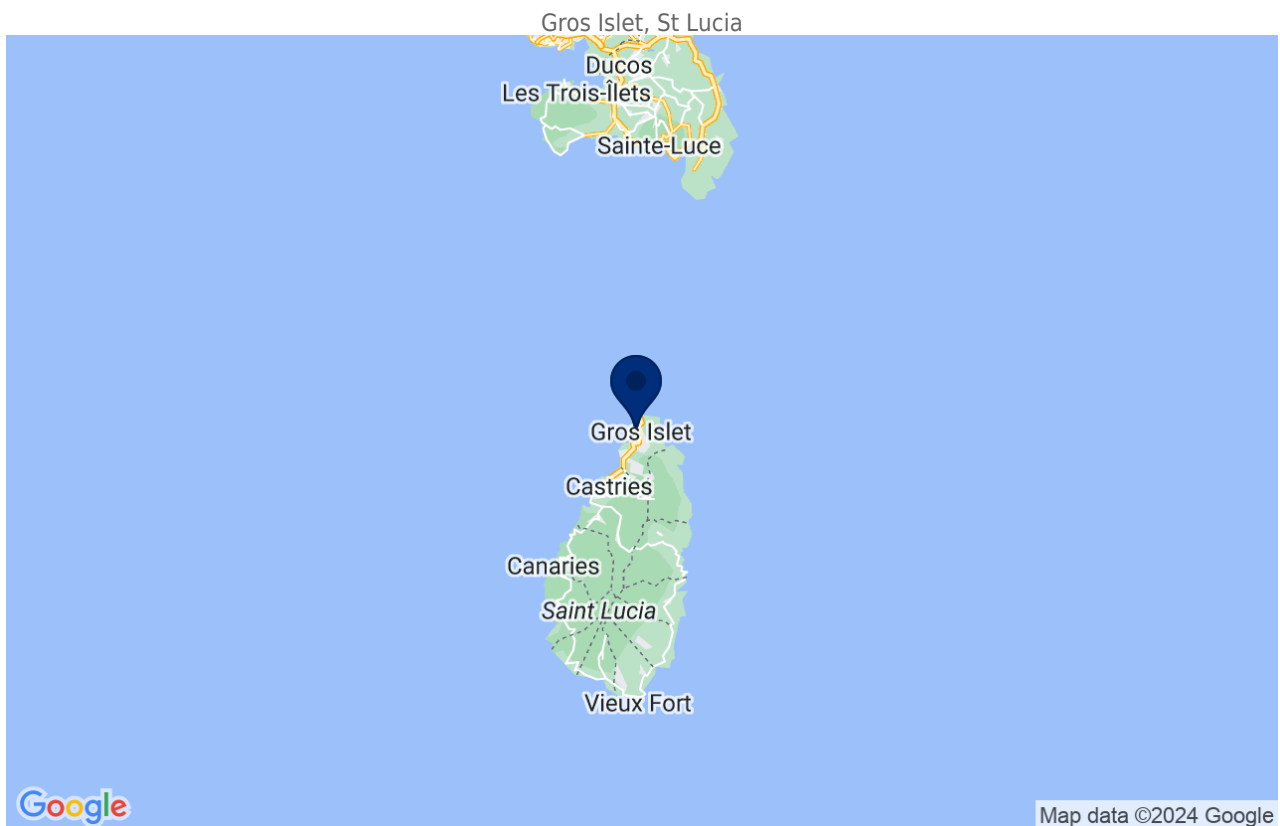 Gros Islet, St Lucia
Ducos
Les Trois-Îlets
Sainte-Luce
Gros Islet
Castries
Canaries
Saint Lucia
Vieux Fort
Google
Map data ©2024 Google